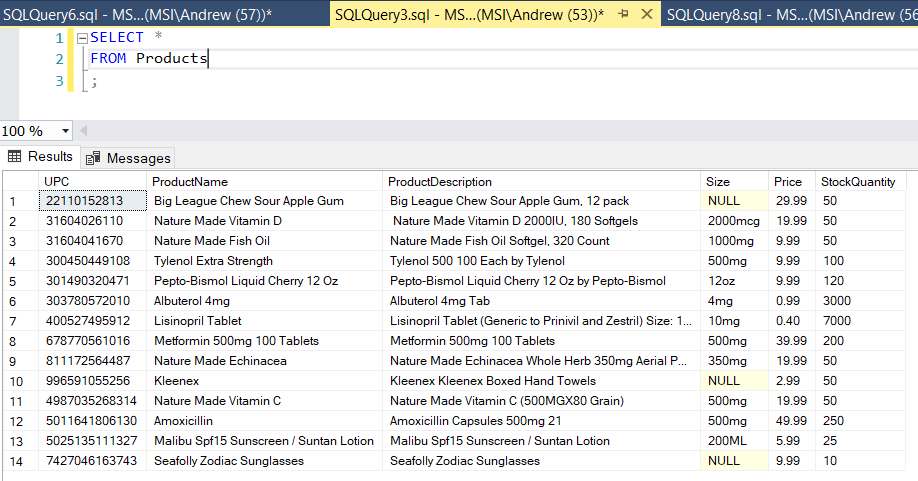 SQLQuery6.sql - MS...(MSI\Andrew (57))* SQLQuery3.sql - MS...(MSI\Andrew (53))* SQLQuery8.sql - MS...(MSI\Andrew (56
1 SELECT *
2 FROM Products
3 ;
100 %
Results Messages
UPC ProductName ProductDescription Size Price StockQuantity
1 22110152813 Big League Chew Sour Apple Gum Big League Chew Sour Apple Gum, 12 pack NULL 29.99 50
2 31604026110 Nature Made Vitamin D Nature Made Vitamin D 2000IU, 180 Softgels 2000mcg 19.99 50
3 31604041670 Nature Made Fish Oil Nature Made Fish Oil Softgel, 320 Count 1000mg 9.99 50
4 300450449108 Tylenol Extra Strength Tylenol 500 100 Each by Tylenol 500mg 9.99 100
5 301490320471 Pepto-Bismol Liquid Cherry 12 Oz Pepto-Bismol Liquid Cherry 12 Oz by Pepto-Bismol 12oz 9.99 120
6 303780572010 Albuterol 4mg Albuterol 4mg Tab 4mg 0.99 3000
7 400527495912 Lisinopril Tablet Lisinopril Tablet (Generic to Prinivil and Zestril) Size: 1... 10mg 0.40 7000
8 678770561016 Metformin 500mg 100 Tablets Metformin 500mg 100 Tablets 500mg 39.99 200
9 811172564487 Nature Made Echinacea Nature Made Echinacea Whole Herb 350mg Aerial P... 350mg 19.99 50
10 996591055256 Kleenex Kleenex Kleenex Boxed Hand Towels NULL 2.99 50
11 4987035268314 Nature Made Vitamin C Nature Made Vitamin C (500MGX80 Grain) 500mg 19.99 50
12 5011641806130 Amoxicillin Amoxicillin Capsules 500mg 21 500mg 49.99 250
13 5025135111327 Malibu Spf15 Sunscreen / Suntan Lotion Malibu Spf15 Sunscreen / Suntan Lotion 200ML 5.99 25
14 7427046163743 Seafolly Zodiac Sunglasses Seafolly Zodiac Sunglasses NULL 9.99 10